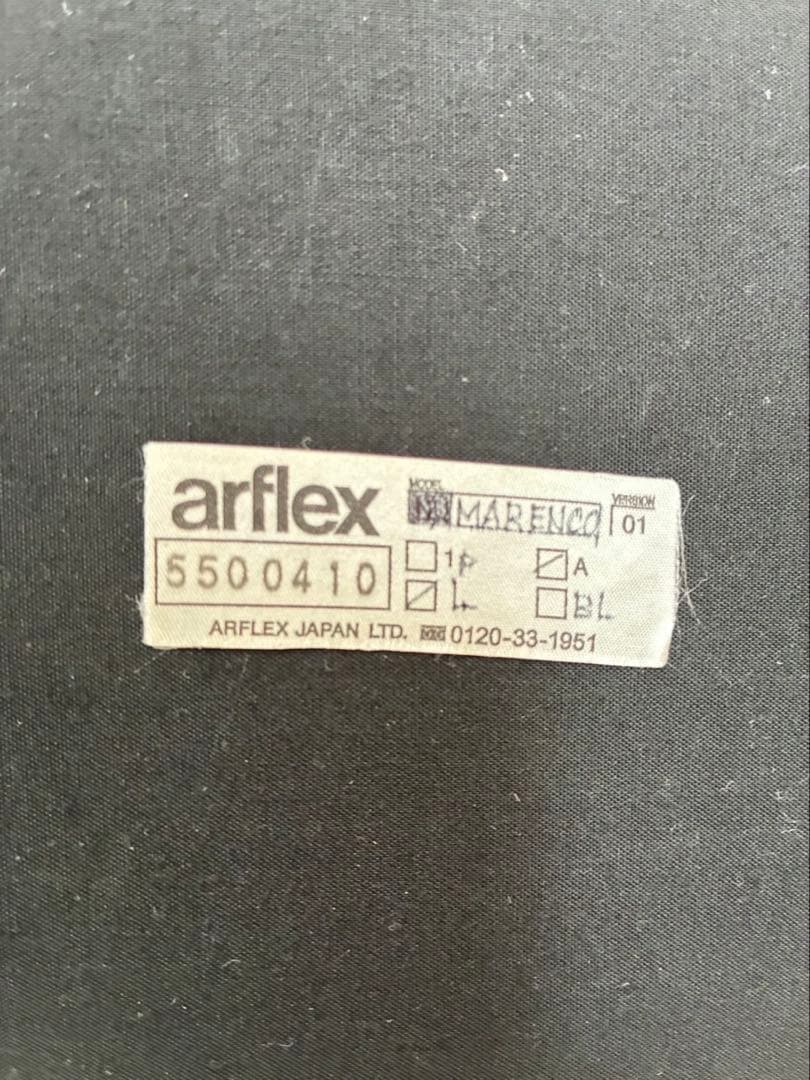 arflex
MODEL MARENCO VERSION 01
5500410
1P A
L BL
ARFLEX JAPAN LTD. 0120-33-1951